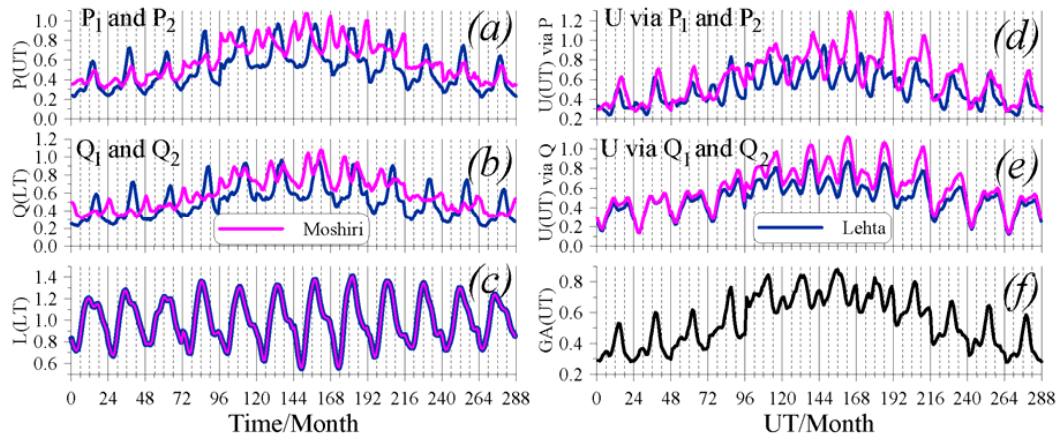 P1 and P2
(a)
P(UT)
1.0
0.8
0.6
0.4
0.2
0.0
Q1 and Q2
(b)
Q(LT)
1.2
1.0
0.8
0.6
0.4
0.2
0.0
Moshiri
(c)
L(LT)
1.4
1.2
1.0
0.8
0.6
0 24 48 72 96 120 144 168 192 216 240 264 288
Time/Month
U via P1 and P2
(d)
U(UT) via P
1.2
1.0
0.8
0.6
0.4
0.2
U via Q1 and Q2
(e)
U(UT) via Q
1.0
0.8
0.6
0.4
0.2
0.0
Lehta
(f)
GA(UT)
0.8
0.6
0.4
0.2
0 24 48 72 96 120 144 168 192 216 240 264 288
UT/Month